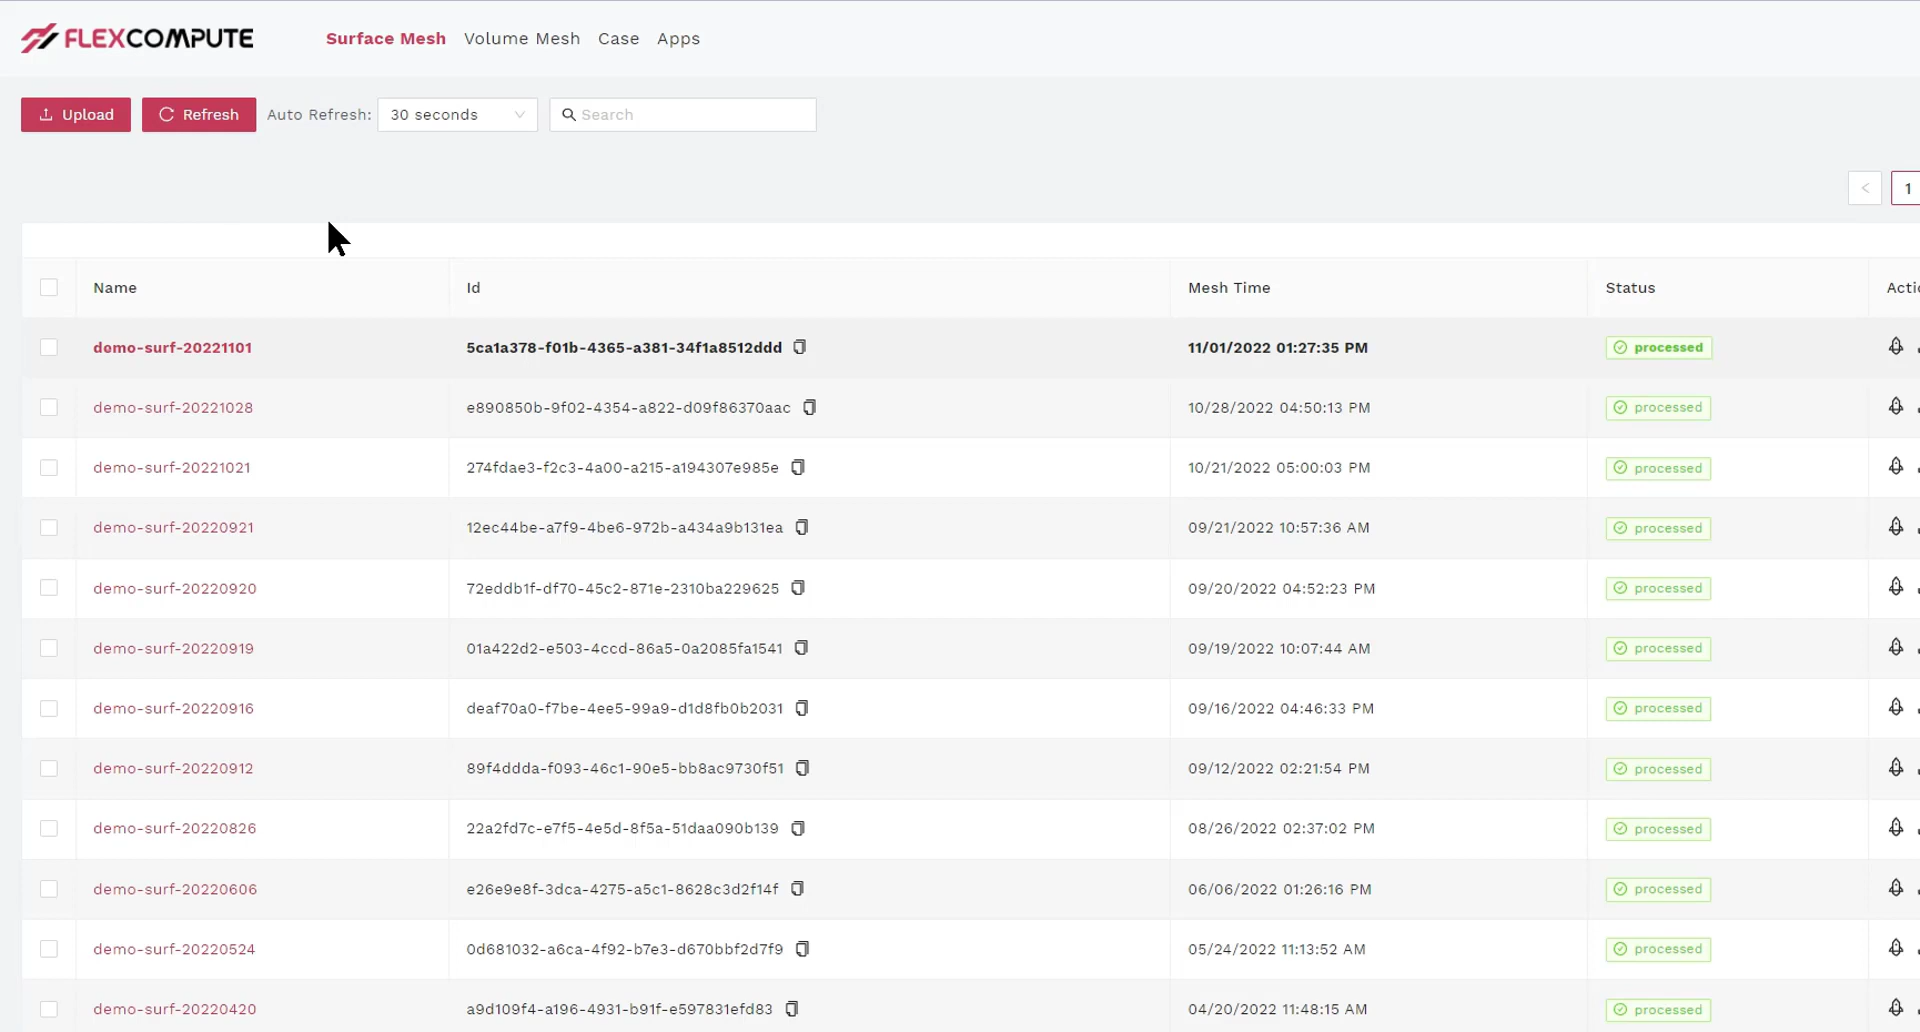 FLEXCOMPUTE Surface Mesh Volume Mesh Case Apps
Upload Refresh Auto Refresh: 30 seconds Search
< 1
Name Id Mesh Time Status
demo-surf-20221101 5ca1a378-f01b-4365-a381-34f1a8512ddd 11/01/2022 01:27:35 PM processed
demo-surf-20221028 e890850b-9f02-4354-a822-d09f86370aac 10/28/2022 04:50:13 PM processed
demo-surf-20221021 274fdae3-f2c3-4a00-a215-a194307e985e 10/21/2022 05:00:03 PM processed
demo-surf-20220921 12ec44be-a7f9-4be6-972b-a434a9b131ea 09/21/2022 10:57:36 AM processed
demo-surf-20220920 72eddb1f-df70-45c2-871e-2310ba229625 09/20/2022 04:52:23 PM processed
demo-surf-20220919 01a422d2-e503-4ccd-86a5-0a2085fa1541 09/19/2022 10:07:44 AM processed
demo-surf-20220916 deaf70a0-f7be-4ee5-99a9-d1d8fb0b2031 09/16/2022 04:46:33 PM processed
demo-surf-20220912 89f4ddda-f093-46c1-90e5-bb8ac9730f51 09/12/2022 02:21:54 PM processed
demo-surf-20220826 22a2fd7c-e7f5-4e5d-8f5a-51daa090b139 08/26/2022 02:37:02 PM processed
demo-surf-20220606 e26e9e8f-3dca-4275-a5c1-8628c3d2f14f 06/06/2022 01:26:16 PM processed
demo-surf-20220524 0d681032-a6ca-4f92-b7e3-d670bbf2d7f9 05/24/2022 11:13:52 AM processed
demo-surf-20220420 a9d109f4-a196-4931-b91f-e597831efd83 04/20/2022 11:48:15 AM processed